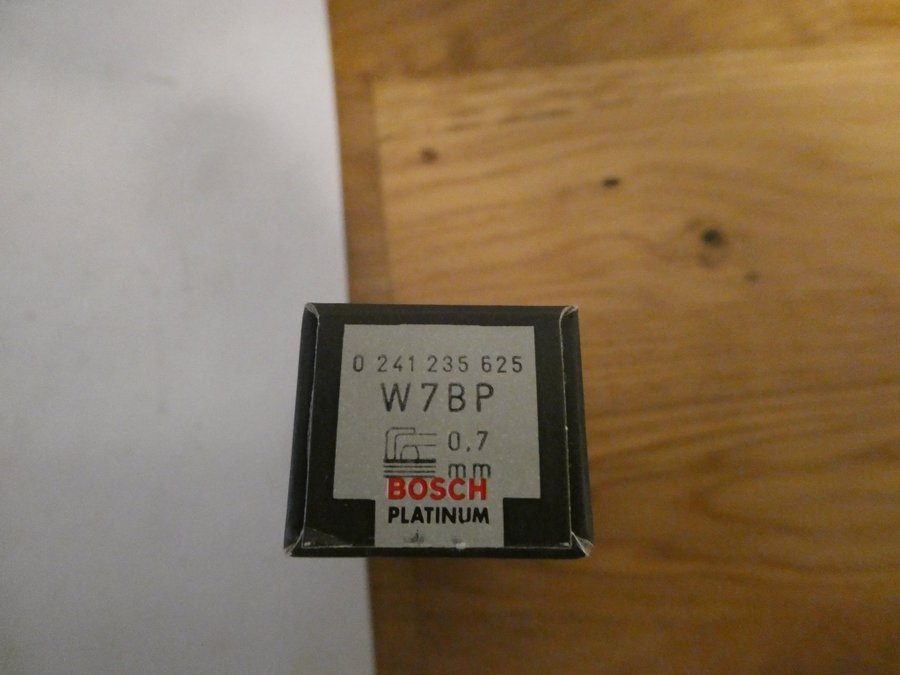 0 241 235 625
W7BP
0,7
mm
BOSCH
PLATINUM